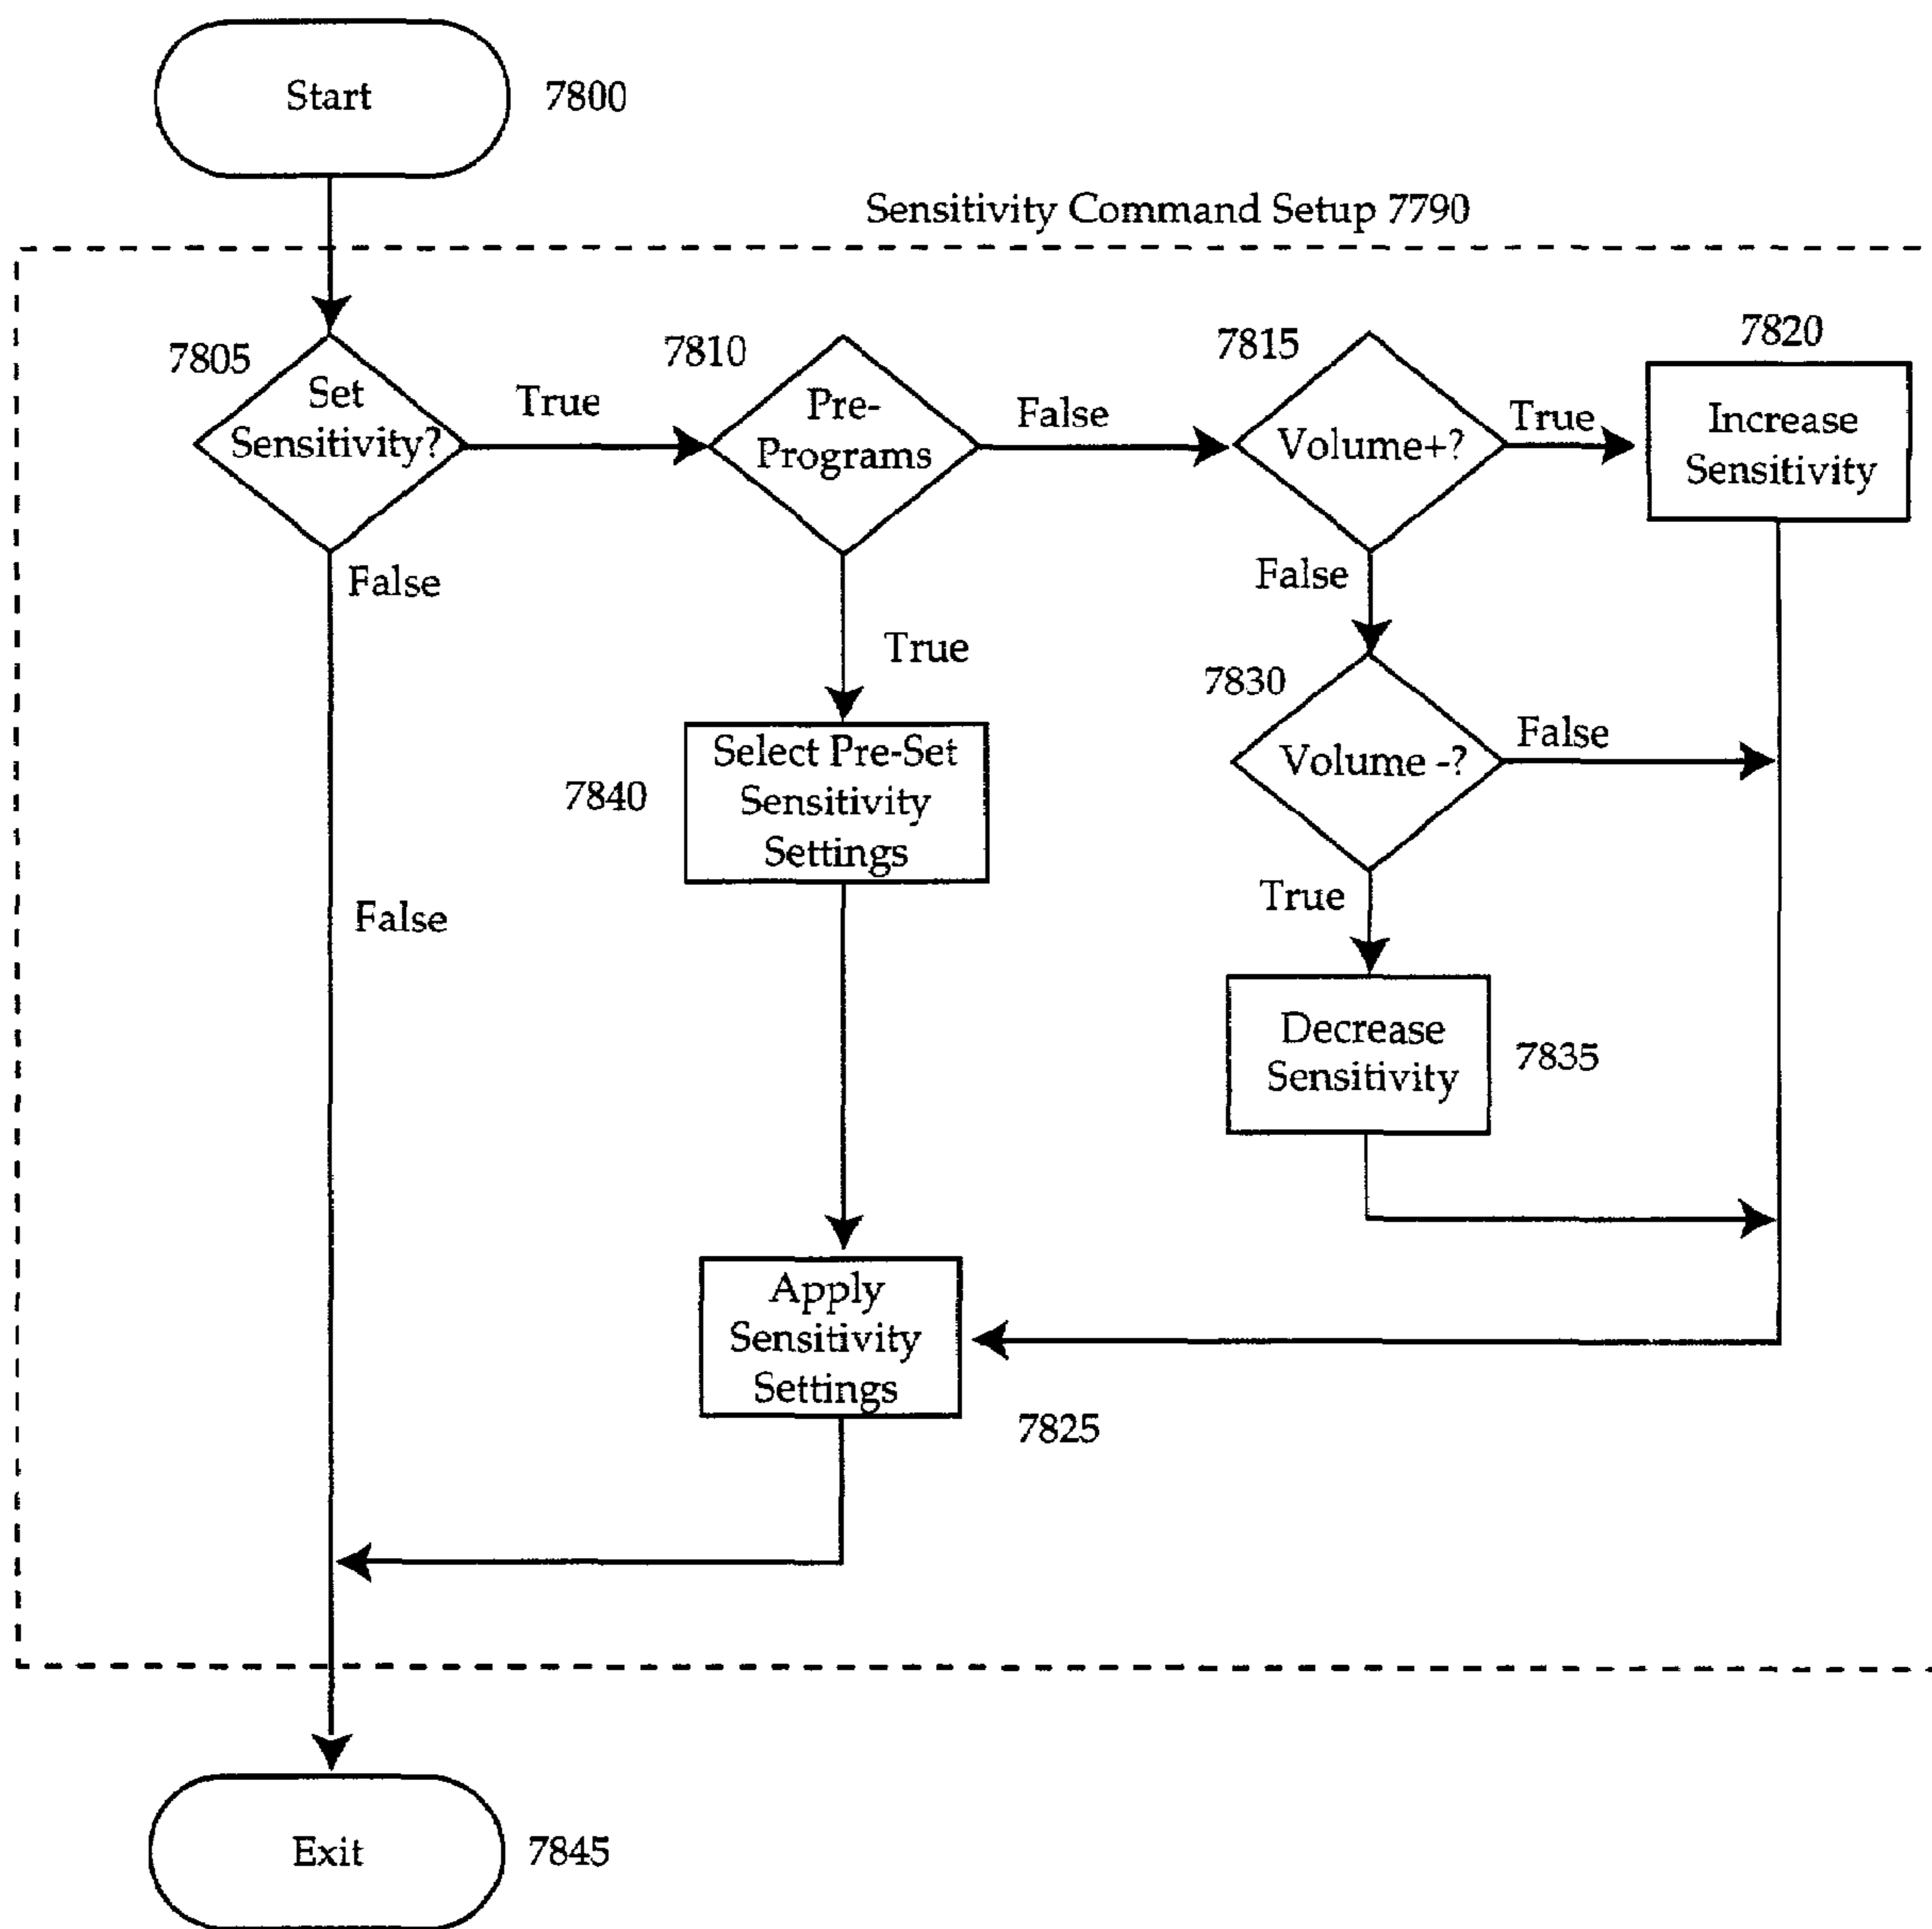 Start
7800
Sensitivity Command Setup 7790
7805
Set
Sensitivity?
True
False
7810
Pre-
Programs
False
True
7815
Volume+?
True
False
7820
Increase
Sensitivity
7830
Volume -?
False
True
Select Pre-Set
Sensitivity
Settings
7840
False
Decrease
Sensitivity
7835
Apply
Sensitivity
Settings
7825
Exit
7845